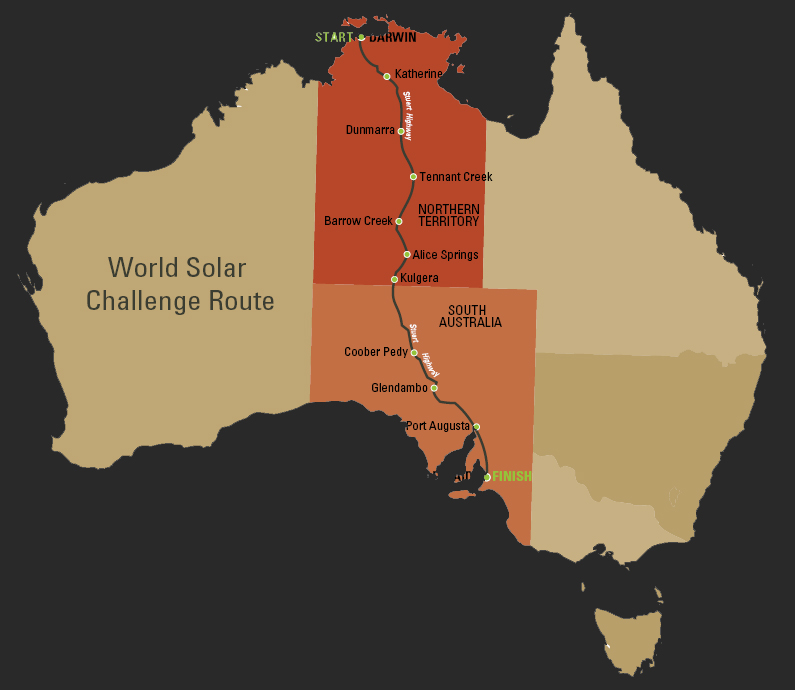 START DARWIN
Katherine
Stuart Highway
Dunmarra
Tennant Creek
Barrow Creek
NORTHERN
TERRITORY
Alice Springs
World Solar
Challenge Route
Kulgera
SOUTH
AUSTRALIA
Stuart Highway
Coober Pedy
Glendambo
Port Augusta
FINISH